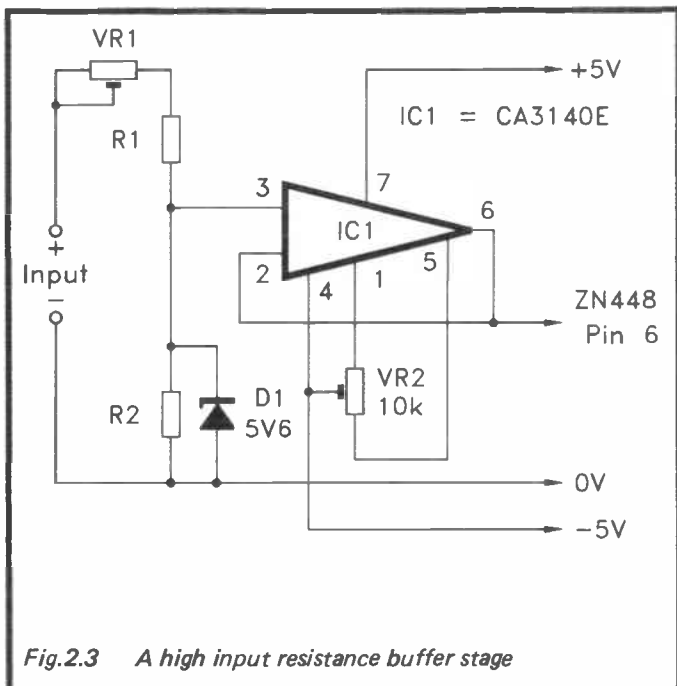 VR1
+5V
IC1 = CA3140E
R1
3
7
6
IC1
2
5
4
1
+
Input
−
ZN448
Pin 6
VR2
10k
R2
D1
5V6
0V
−5V
Fig.2.3 A high input resistance buffer stage